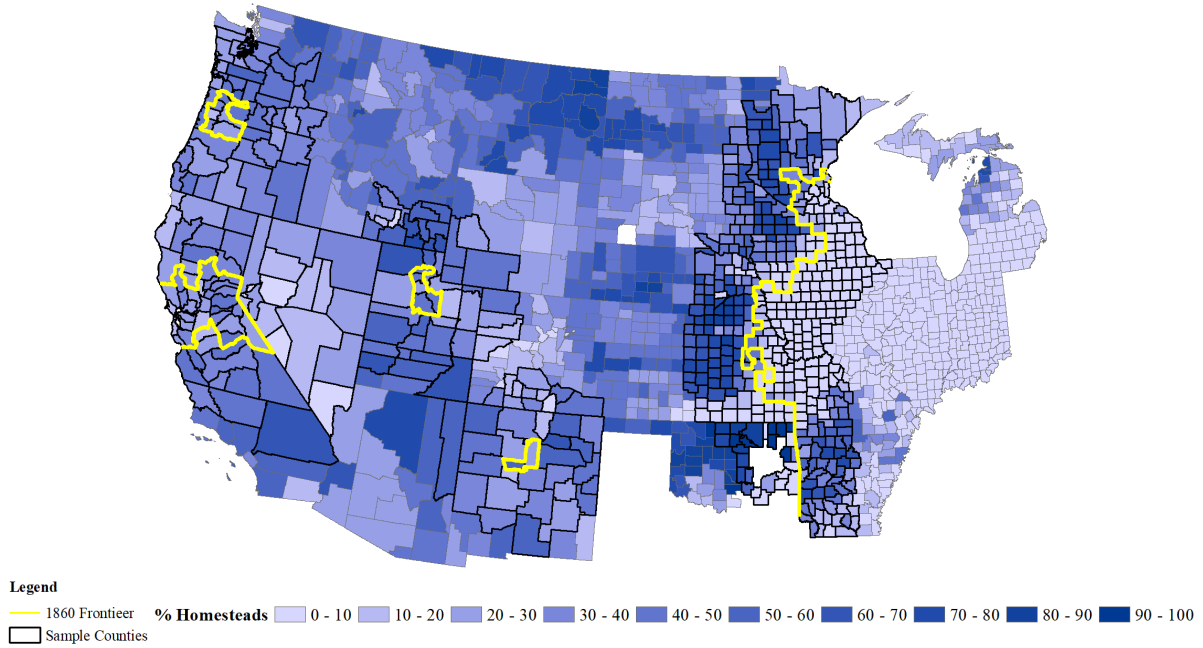 Legend
1860 Frontieer
Sample Counties
% Homesteads 0 - 10 10 - 20 20 - 30 30 - 40 40 - 50 50 - 60 60 - 70 70 - 80 80 - 90 90 - 100